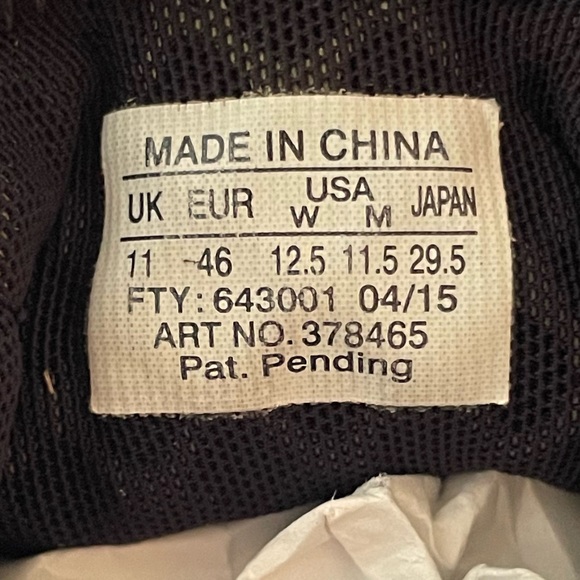 MADE IN CHINA
UK EUR USA JAPAN
W M
11 -46 12.5 11.5 29.5
FTY: 643001 04/15
ART NO. 378465
Pat. Pending